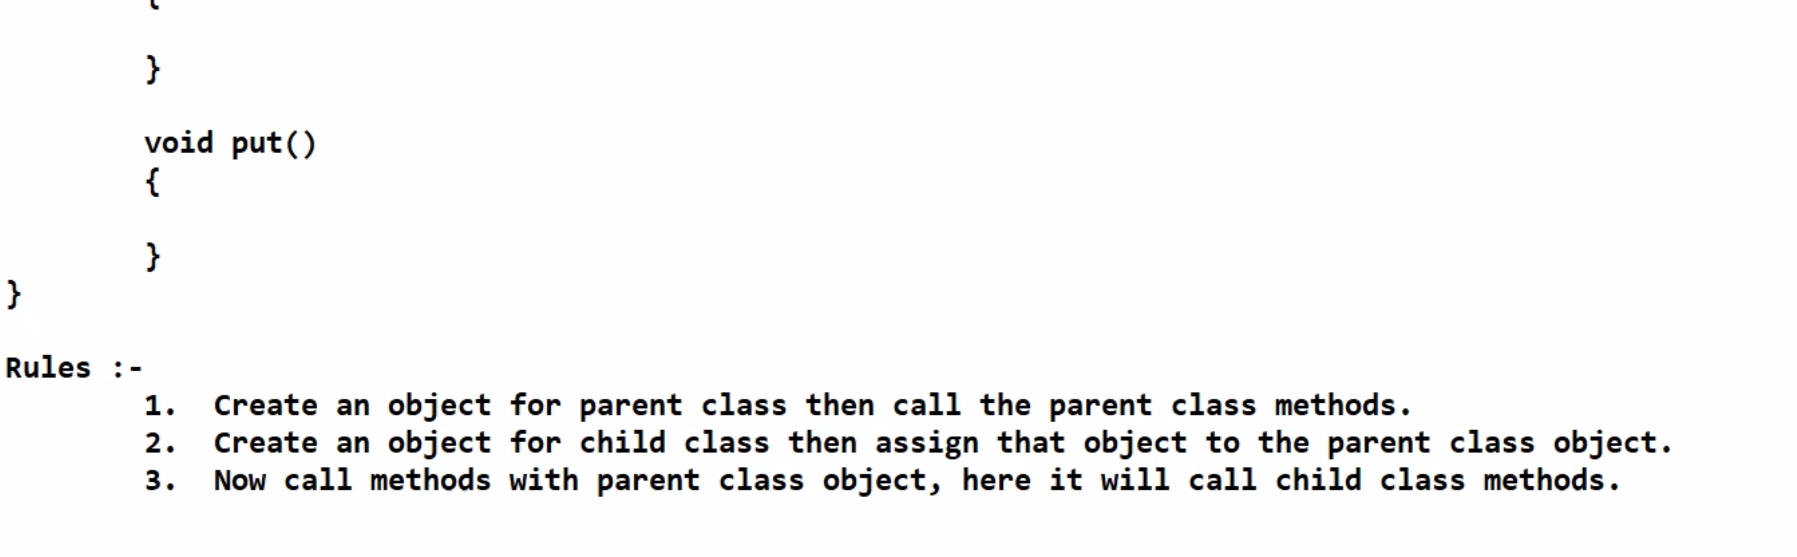 {
}
void put()
{
}
}
Rules :-
1. Create an object for parent class then call the parent class methods.
2. Create an object for child class then assign that object to the parent class object.
3. Now call methods with parent class object, here it will call child class methods.